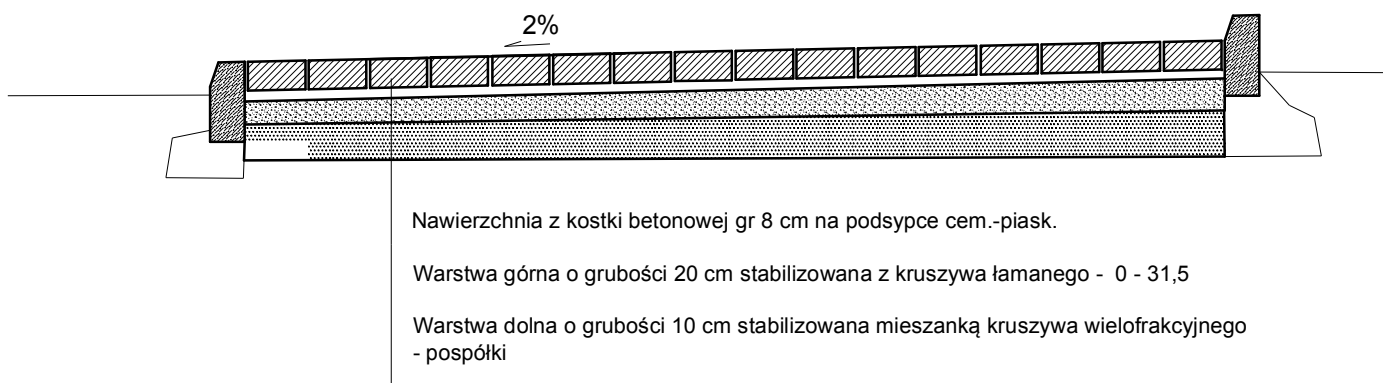 2%
Nawierzchnia z kostki betonowej gr 8 cm na podsypce cem.-piask.
Warstwa górna o grubości 20 cm stabilizowana z kruszywa łamanego - 0 - 31,5
Warstwa dolna o grubości 10 cm stabilizowana mieszanką kruszywa wielofrakcyjnego
- pospółki